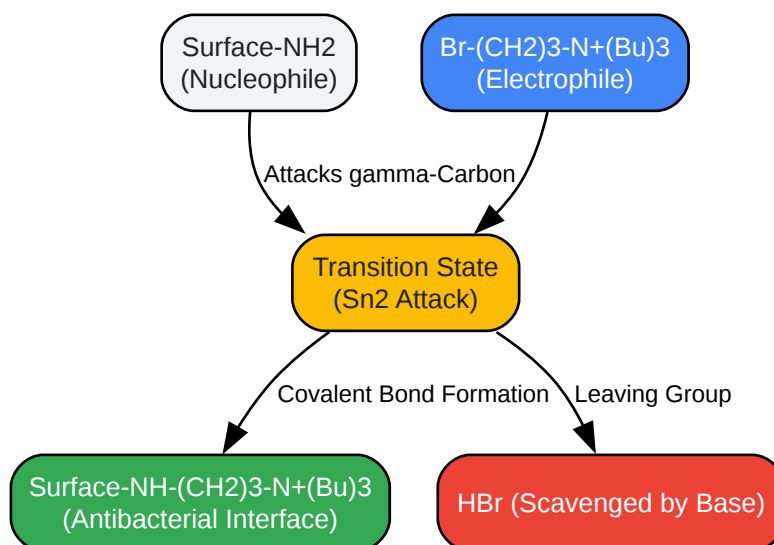 Surface-NH2
(Nucleophile)
Br-(CH2)3-N+(Bu)3
(Electrophile)
Attacks gamma-Carbon
Transition State
(Sn2 Attack)
Covalent Bond Formation
Leaving Group
Surface-NH-(CH2)3-N+(Bu)3
(Antibacterial Interface)
HBr (Scavenged by Base)